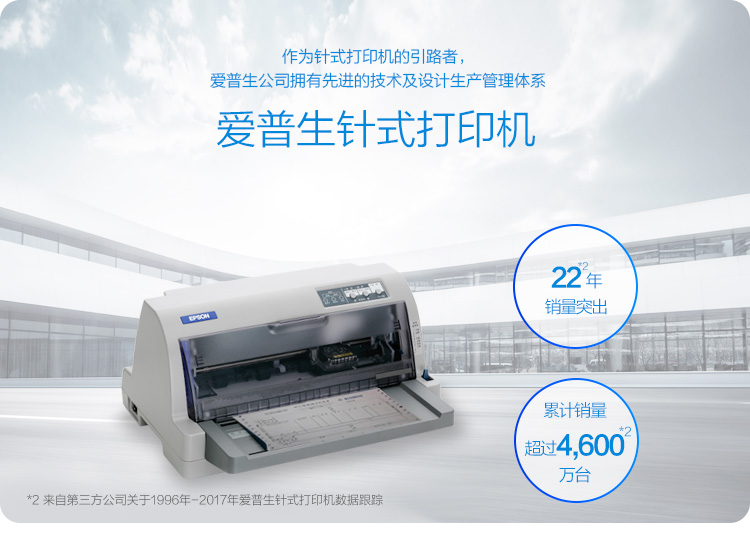 作为针式打印机的引路者，
爱普生公司拥有先进的技术及设计生产管理体系
爱普生针式打印机
22*2年
销量突出
EPSON
累计销量
超过4,600*2
万台
*2 来自第三方公司关于1996年-2017年爱普生针式打印机数据跟踪